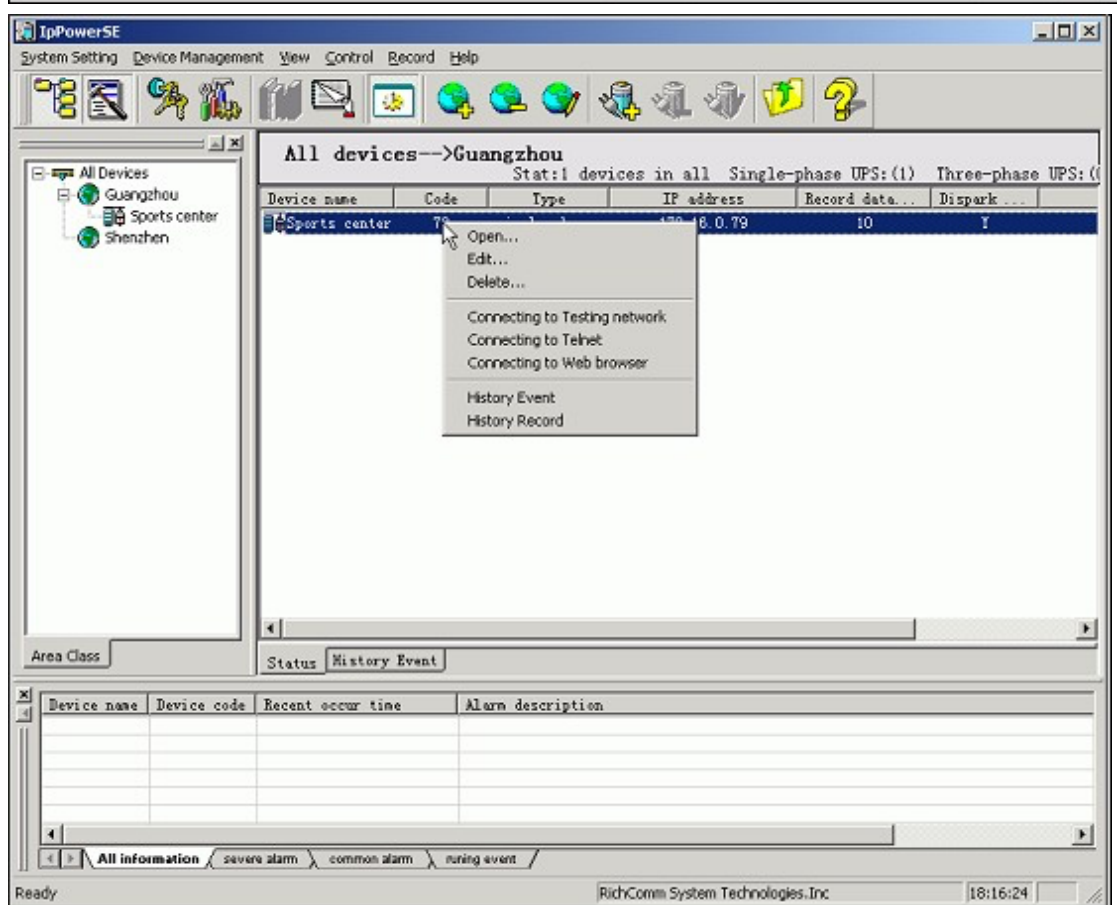 IpPowerSE
System Setting Device Management View Control Record Help
All devices-->Guangzhou
Stat:1 devices in all Single-phase UPS:(1) Three-phase UPS:(
All Devices
Guangzhou
Sports center
Shenzhen
Device name Code Type IP address Record data... Dispark ...
Sports center 6.0.79 10 Y
Open...
Edit...
Delete...
Connecting to Testing network
Connecting to Telnet
Connecting to Web browser
History Event
History Record
Area Class
Status History Event
Device name Device code Recent occur time Alarm description
All information severe alarm common alarm runing event
Ready RichComm System Technologies.Inc 18:16:24